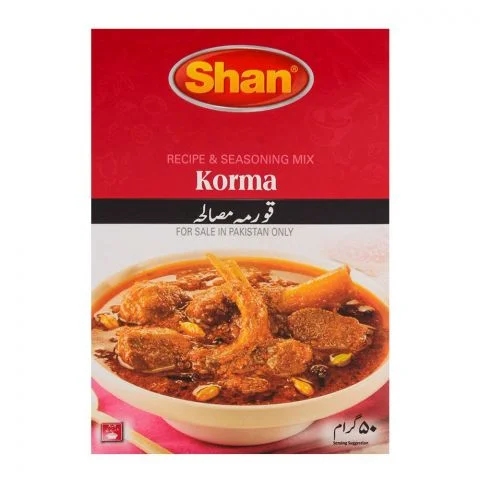 Shan®
RECIPE & SEASONING MIX
Korma
قورمہ مصالحہ
FOR SALE IN PAKISTAN ONLY
۵۰ گرام
Serving Suggestion